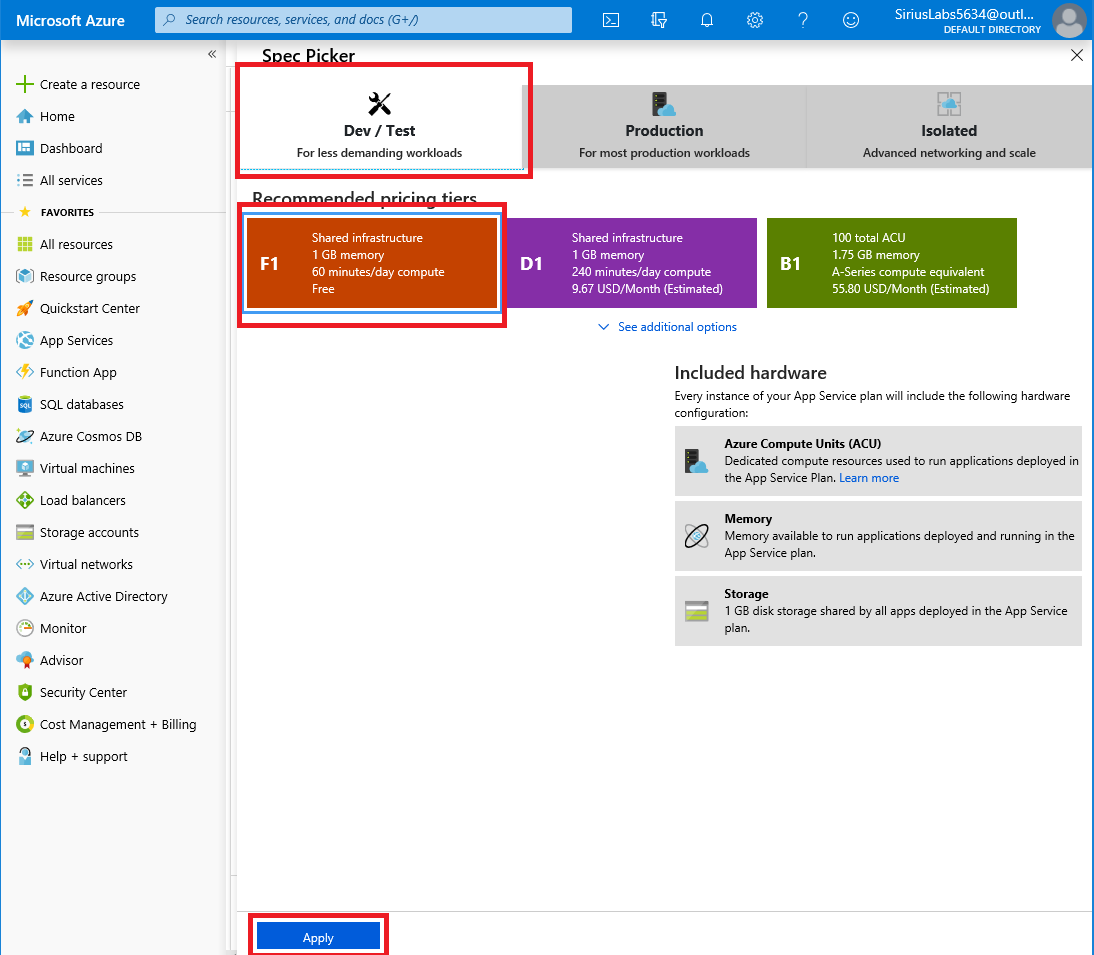 Microsoft Azure
Search resources, services, and docs (G+/)
SiriusLabs5634@outl...
DEFAULT DIRECTORY
Create a resource
Home
Dashboard
All services
FAVORITES
All resources
Resource groups
Quickstart Center
App Services
Function App
SQL databases
Azure Cosmos DB
Virtual machines
Load balancers
Storage accounts
Virtual networks
Azure Active Directory
Monitor
Advisor
Security Center
Cost Management + Billing
Help + support
Spec Picker
Dev / Test
For less demanding workloads
Production
For most production workloads
Isolated
Advanced networking and scale
Recommended pricing tiers
F1
Shared infrastructure
1 GB memory
60 minutes/day compute
Free
D1
Shared infrastructure
1 GB memory
240 minutes/day compute
9.67 USD/Month (Estimated)
B1
100 total ACU
1.75 GB memory
A-Series compute equivalent
55.80 USD/Month (Estimated)
See additional options
Included hardware
Every instance of your App Service plan will include the following hardware
configuration:
Azure Compute Units (ACU)
Dedicated compute resources used to run applications deployed in
the App Service Plan. Learn more
Memory
Memory available to run applications deployed and running in the
App Service plan.
Storage
1 GB disk storage shared by all apps deployed in the App Service
plan.
Apply